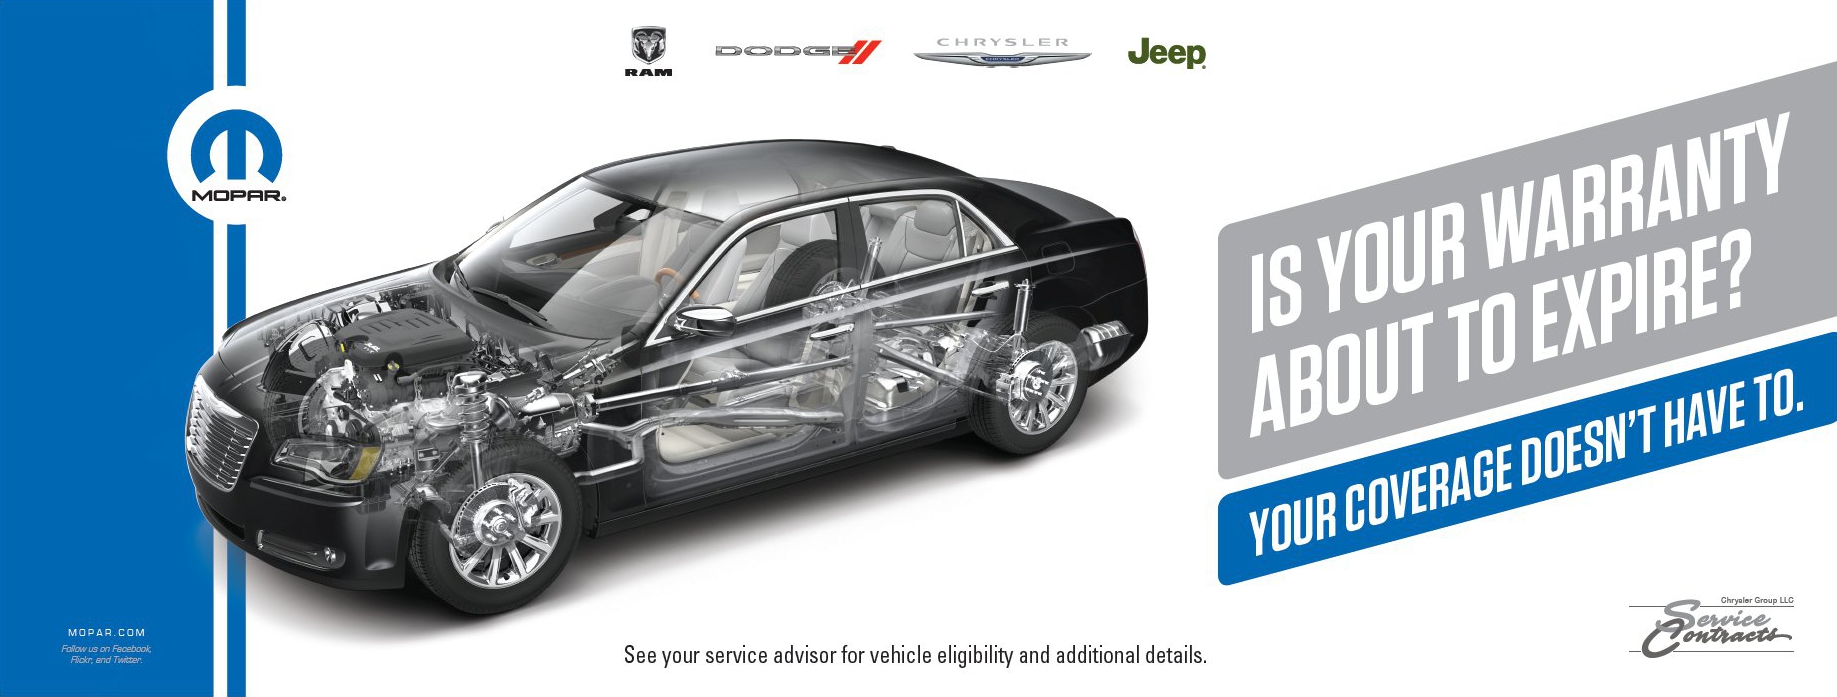 RAM
DODGE
CHRYSLER
CHRYSLER
Jeep®
MOPAR®
IS YOUR WARRANTY
ABOUT TO EXPIRE?
YOUR COVERAGE DOESN'T HAVE TO.
Chrysler Group LLC
Service
Contracts
MOPAR.COM
Follow us on Facebook,
Flickr, and Twitter.
See your service advisor for vehicle eligibility and additional details.